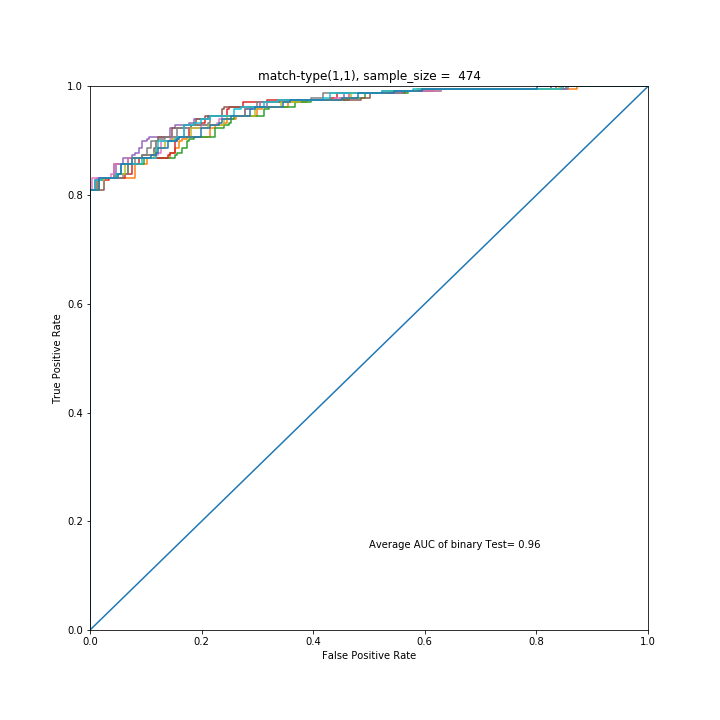 match-type(1,1), sample_size =  474
1.0
0.8
0.6
0.4
0.2
0.0
True Positive Rate
Average AUC of binary Test= 0.96
0.0 0.2 0.4 0.6 0.8 1.0
False Positive Rate